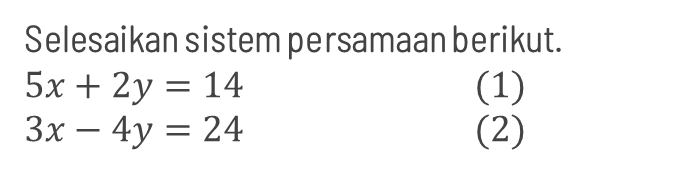 Selesaikan sistem persamaan berikut.
5x + 2y = 14 (1)
3x − 4y = 24 (2)